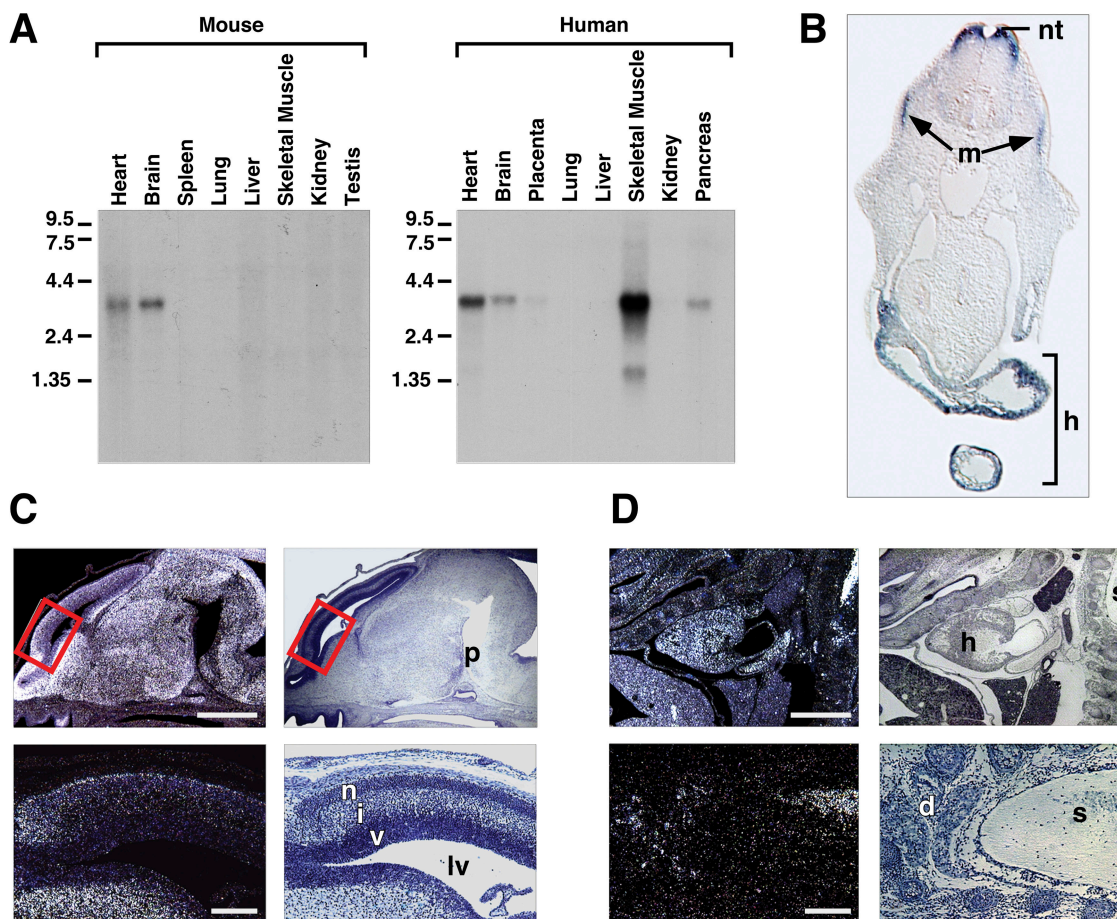 A
Mouse
Heart
Brain
Spleen
Lung
Liver
Skeletal Muscle
Kidney
Testis
9.5
7.5
4.4
2.4
1.35
Human
Heart
Brain
Placenta
Lung
Liver
Skeletal Muscle
Kidney
Pancreas
9.5
7.5
4.4
2.4
1.35
B
nt
m
h
C
p
n
i
v
lv
D
h
s
d
s